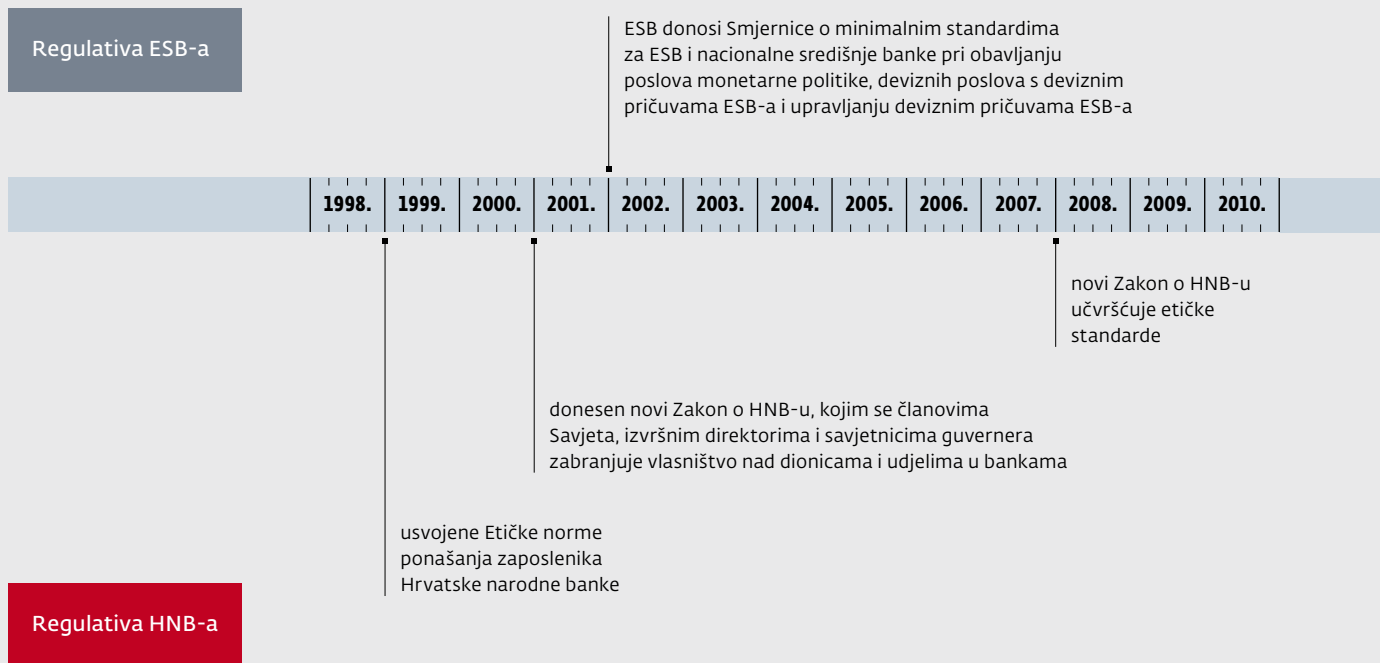 Regulativa ESB-a
ESB donosi Smjernice o minimalnim standardima
za ESB i nacionalne središnje banke pri obavljanju
poslova monetarne politike, deviznih poslova s deviznim
pričuvama ESB-a i upravljanju deviznim pričuvama ESB-a
1998. 1999. 2000. 2001. 2002. 2003. 2004. 2005. 2006. 2007. 2008. 2009. 2010.
novi Zakon o HNB-u
učvršćuje etičke
standarde
donesen novi Zakon o HNB-u, kojim se članovima
Savjeta, izvršnim direktorima i savjetnicima guvernera
zabranjuje vlasništvo nad dionicama i udjelima u bankama
usvojene Etičke norme
ponašanja zaposlenika
Hrvatske narodne banke
Regulativa HNB-a